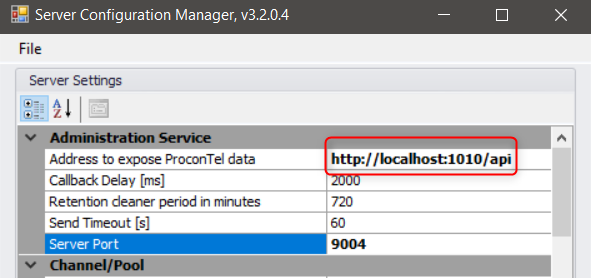 Server Configuration Manager, v3.2.0.4
File
Server Settings
A
Z
Administration Service
Address to expose ProconTel data http://localhost:1010/api
Callback Delay [ms] 2000
Retention cleaner period in minutes 720
Send Timeout [s] 60
Server Port 9004
Channel/Pool